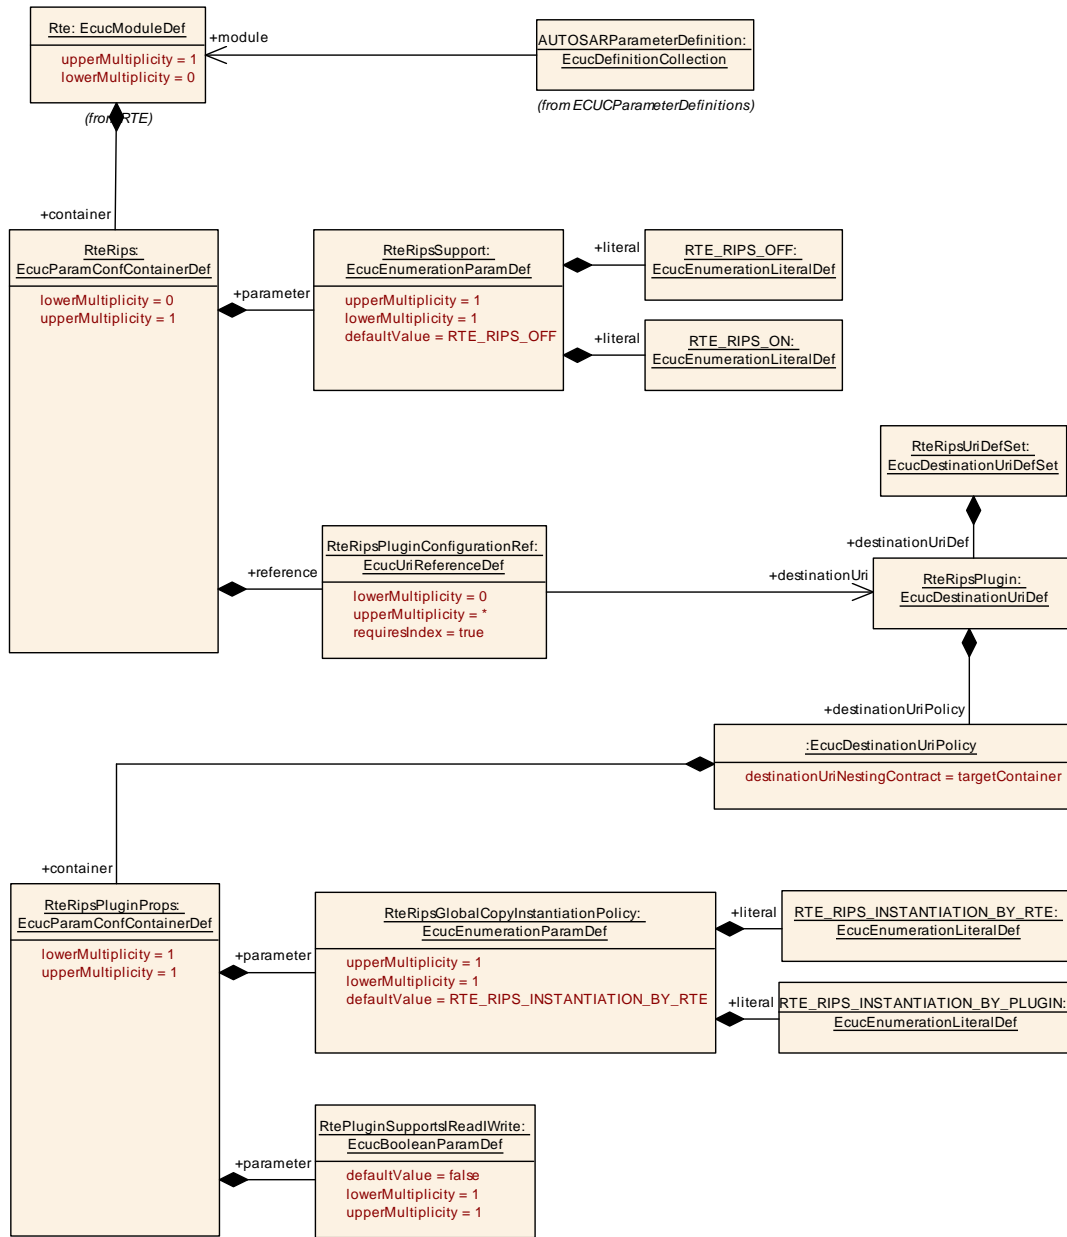 Rte: EcucModuleDef
upperMultiplicity = 1
lowerMultiplicity = 0
+module
AUTOSARParameterDefinition:
EcucDefinitionCollection
(from ECUCParameterDefinitions)
(from RTE)
+container
RteRips:
EcucParamConfContainerDef
lowerMultiplicity = 0
upperMultiplicity = 1
+parameter
RteRipsSupport:
EcucEnumerationParamDef
upperMultiplicity = 1
lowerMultiplicity = 1
defaultValue = RTE_RIPS_OFF
+literal
RTE_RIPS_OFF:
EcucEnumerationLiteralDef
+literal
RTE_RIPS_ON:
EcucEnumerationLiteralDef
RteRipsUriDefSet:
EcucDestinationUriDefSet
+destinationUriDef
+reference
RteRipsPluginConfigurationRef:
EcucUriReferenceDef
lowerMultiplicity = 0
upperMultiplicity = *
requiresIndex = true
+destinationUri
RteRipsPlugin:
EcucDestinationUriDef
+destinationUriPolicy
:EcucDestinationUriPolicy
destinationUriNestingContract = targetContainer
+container
RteRipsPluginProps:
EcucParamConfContainerDef
lowerMultiplicity = 1
upperMultiplicity = 1
+parameter
RteRipsGlobalCopyInstantiationPolicy:
EcucEnumerationParamDef
upperMultiplicity = 1
lowerMultiplicity = 1
defaultValue = RTE_RIPS_INSTANTIATION_BY_RTE
+literal
RTE_RIPS_INSTANTIATION_BY_RTE:
EcucEnumerationLiteralDef
+literal
RTE_RIPS_INSTANTIATION_BY_PLUGIN:
EcucEnumerationLiteralDef
+parameter
RtePluginSupportsIReadIWrite:
EcucBooleanParamDef
defaultValue = false
lowerMultiplicity = 1
upperMultiplicity = 1